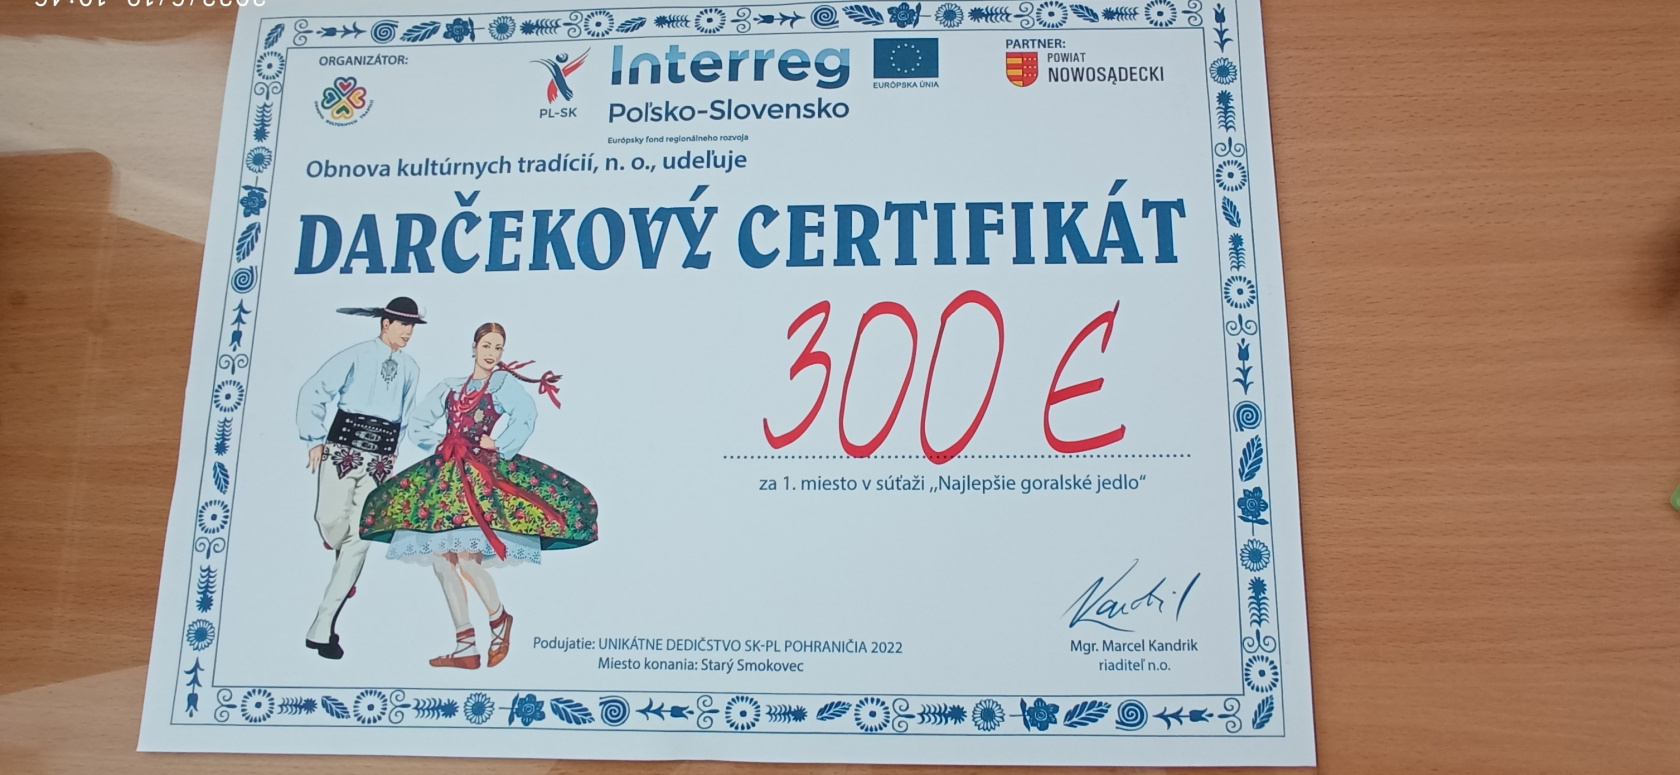 ORGANIZÁTOR:
PL-SK
Interreg
Poľsko-Slovensko
Európsky fond regionálneho rozvoja
EURÓPSKA ÚNIA
PARTNER:
POWIAT
NOWOSĄDECKI
Obnova kultúrnych tradícií, n. o., udeľuje
DARČEKOVÝ CERTIFIKÁT
300 €
za 1. miesto v súťaži „Najlepšie goralské jedlo“
Podujatie: UNIKÁTNE DEDIČSTVO SK-PL POHRANIČIA 2022
Miesto konania: Starý Smokovec
Mgr. Marcel Kandrik
riaditeľ n.o.